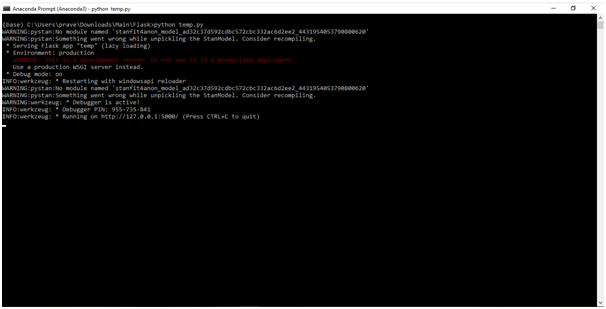 Anaconda Prompt (Anaconda3) - python temp.py
(base) C:\Users\prave\Downloads\Main\Flask>python temp.py
WARNING:pystan:No module named 'stanfit4anon_model_ad32c37d592cdbc572cbc332ac6d2ee2_4431954053790800620'
WARNING:pystan:Something went wrong while unpickling the StanModel. Consider recompiling.
* Serving Flask app "temp" (lazy loading)
* Environment: production
WARNING: This is a development server. Do not use it in a production deployment.
Use a production WSGI server instead.
* Debug mode: on
INFO:werkzeug: * Restarting with windowsapi reloader
WARNING:pystan:No module named 'stanfit4anon_model_ad32c37d592cdbc572cbc332ac6d2ee2_4431954053790800620'
WARNING:pystan:Something went wrong while unpickling the StanModel. Consider recompiling.
WARNING:werkzeug: * Debugger is active!
INFO:werkzeug: * Debugger PIN: 955-735-841
INFO:werkzeug: * Running on http://127.0.0.1:5000/ (Press CTRL+C to quit)